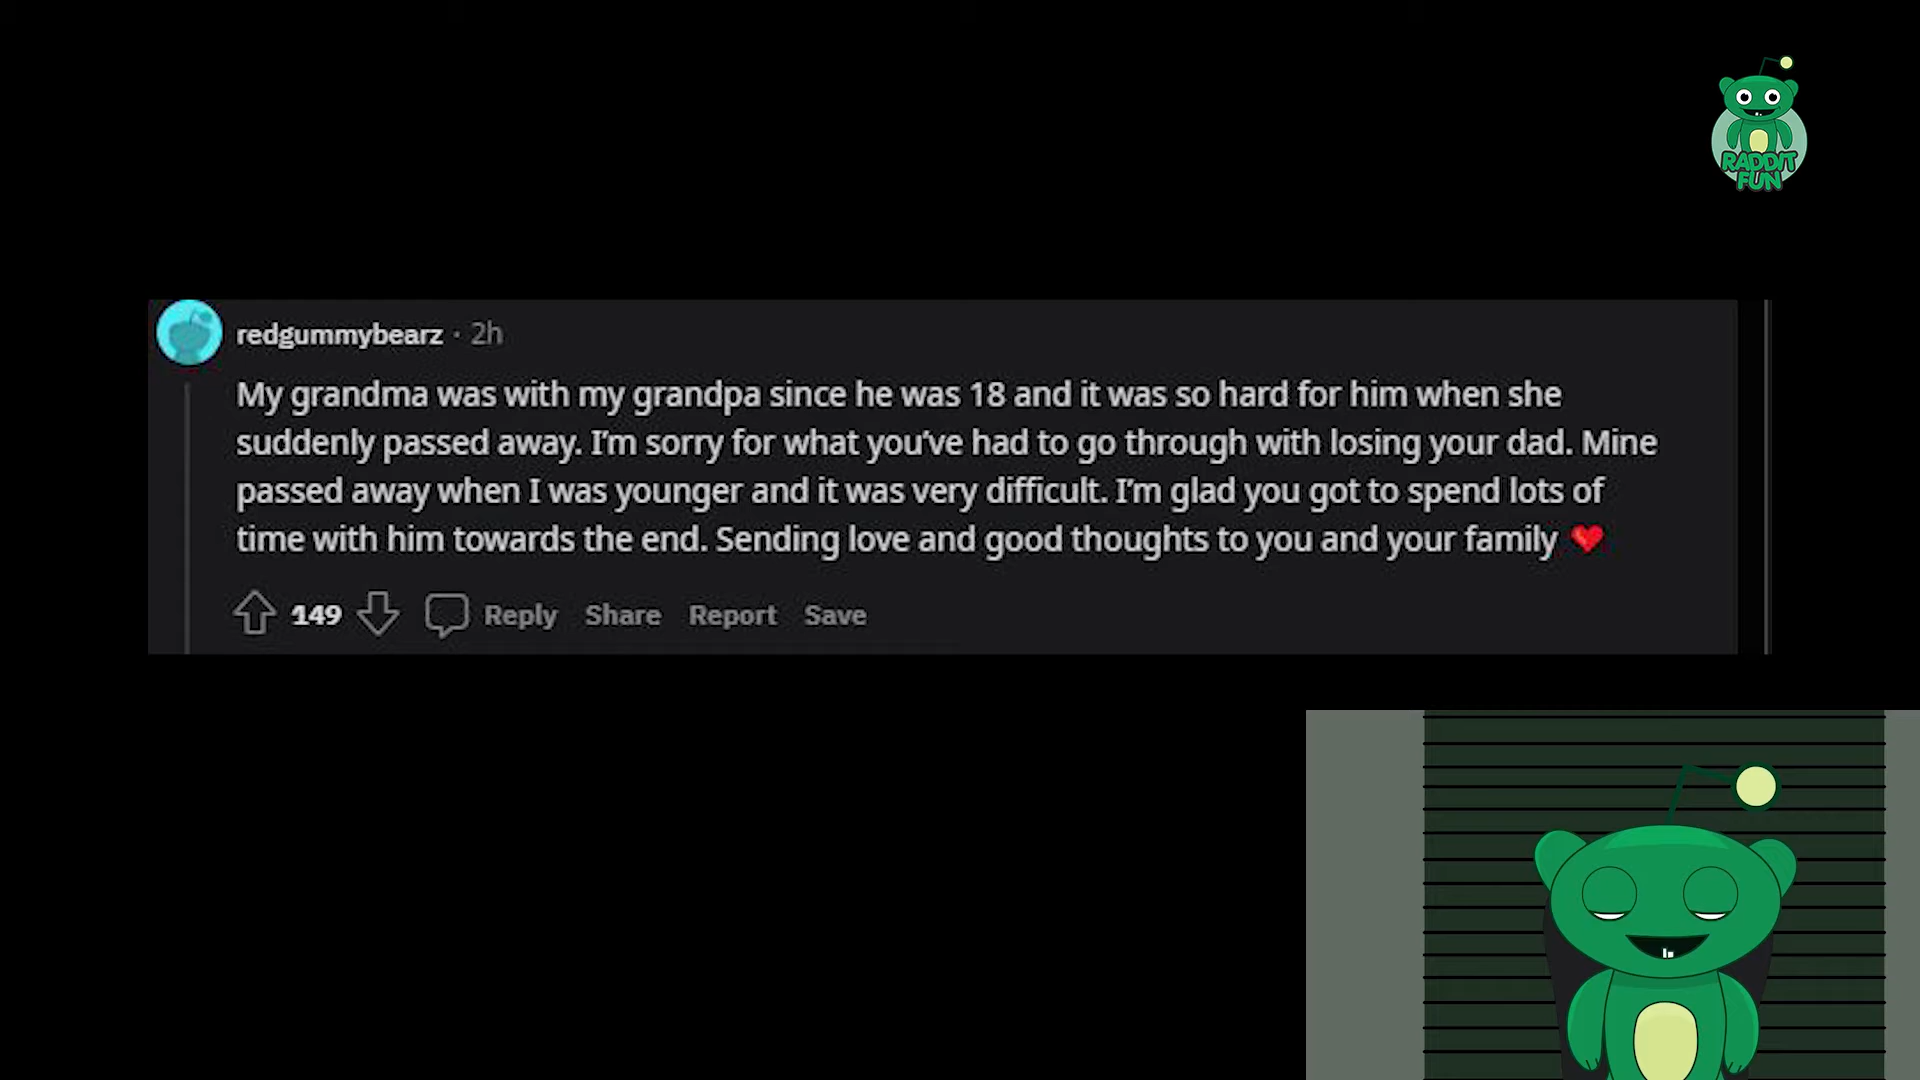 RADDIT
FUN
redgummybearz · 2h
My grandma was with my grandpa since he was 18 and it was so hard for him when she
suddenly passed away. I'm sorry for what you've had to go through with losing your dad. Mine
passed away when I was younger and it was very difficult. I'm glad you got to spend lots of
time with him towards the end. Sending love and good thoughts to you and your family ❤️
149 Reply Share Report Save